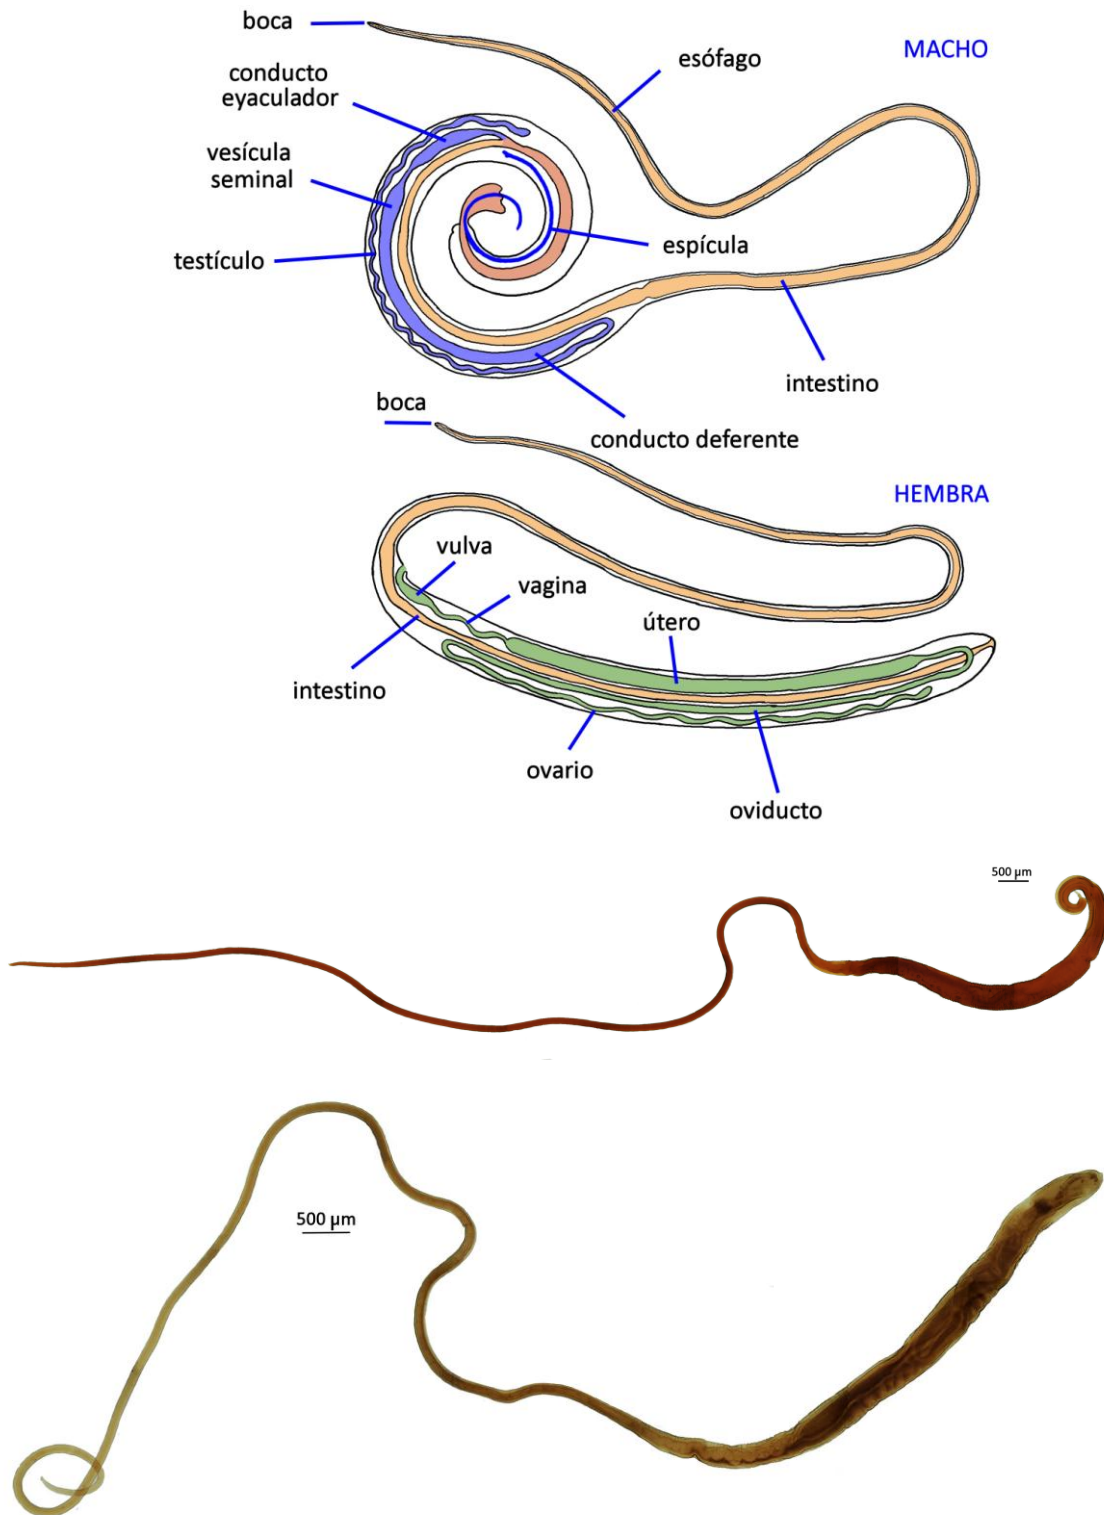 boca
MACHO
esófago
conducto
eyaculador
vesícula
seminal
testículo
espícula
intestino
boca
conducto deferente
HEMBRA
vulva
vagina
útero
intestino
ovario
oviducto
500 µm
500 µm